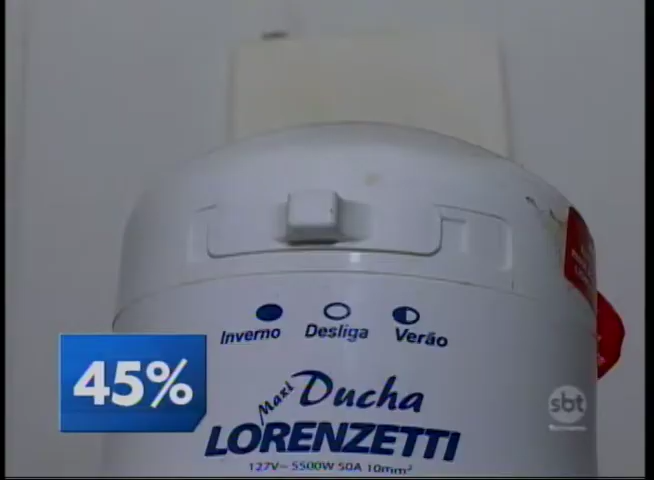 Inverno Desliga Verão
45%
Maxi Ducha
LORENZETTI
127V~ 5500W 50A 10mm²
sbt